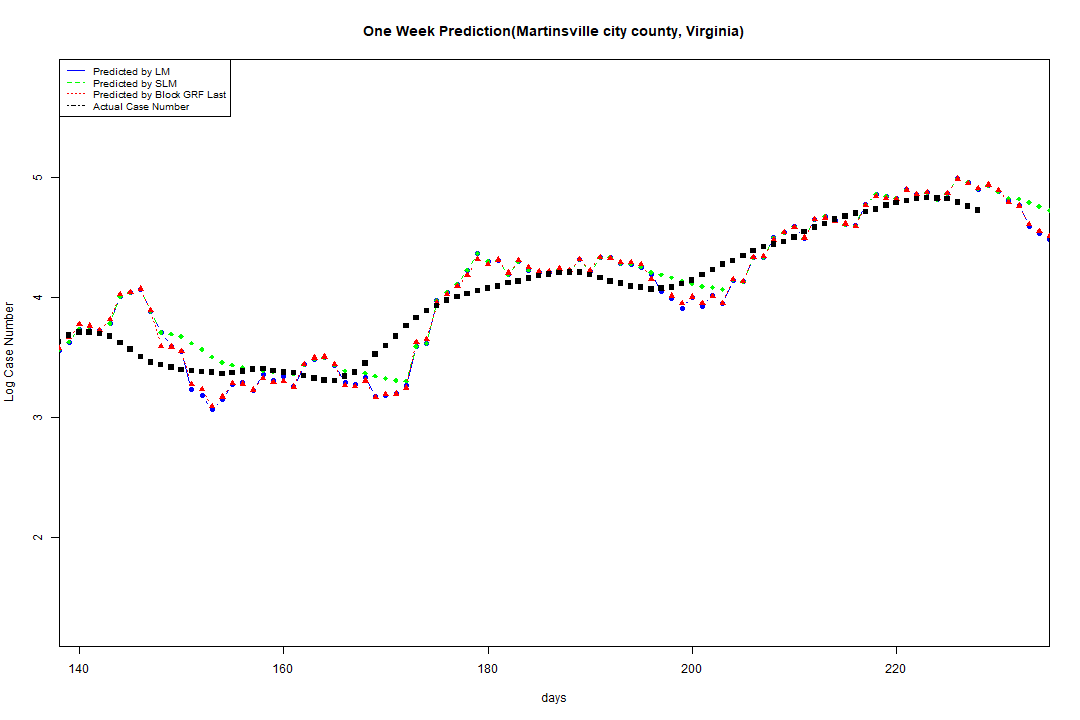 One Week Prediction(Martinsville city county, Virginia)
Predicted by LM
Predicted by SLM
Predicted by Block GRF Last
Actual Case Number
5
4
3
2
Log Case Number
140 160 180 200 220
days